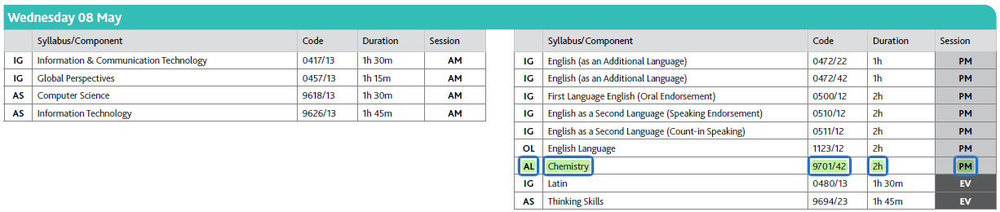 Wednesday 08 May
Syllabus/Component Code Duration Session
IG Information & Communication Technology 0417/13 1h 30m AM
IG Global Perspectives 0457/13 1h 15m AM
AS Computer Science 9618/13 1h 30m AM
AS Information Technology 9626/13 1h 45m AM
Syllabus/Component Code Duration Session
IG English (as an Additional Language) 0472/22 1h PM
IG English (as an Additional Language) 0472/42 1h PM
IG First Language English (Oral Endorsement) 0500/12 2h PM
IG English as a Second Language (Speaking Endorsement) 0510/12 2h PM
IG English as a Second Language (Count-in Speaking) 0511/12 2h PM
OL English Language 1123/12 2h PM
AL Chemistry 9701/42 2h PM
IG Latin 0480/13 1h 30m EV
AS Thinking Skills 9694/23 1h 45m EV